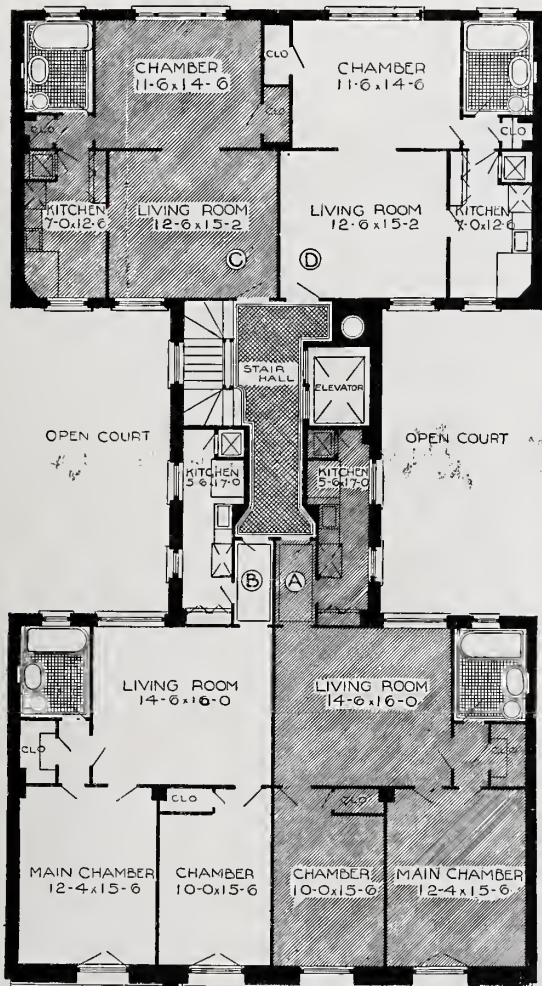 CHAMBER
11-6x14-6
CLO
CHAMBER
11-6x14-6
CLO
CLO
CLO
KITCHEN
7-0x12-6
LIVING ROOM
12-6x15-2
LIVING ROOM
12-6x15-2
KITCHEN
7-0x12-6
C
D
STAIR
HALL
ELEVATOR
OPEN COURT
OPEN COURT
KITCHEN
5-6x17-0
KITCHEN
5-6x17-0
B
A
LIVING ROOM
14-6x16-0
LIVING ROOM
14-6x16-0
CLO
CLO
CLO
CLO
MAIN CHAMBER
12-4x15-6
CHAMBER
10-0x15-6
CHAMBER
10-0x15-6
MAIN CHAMBER
12-4x15-6